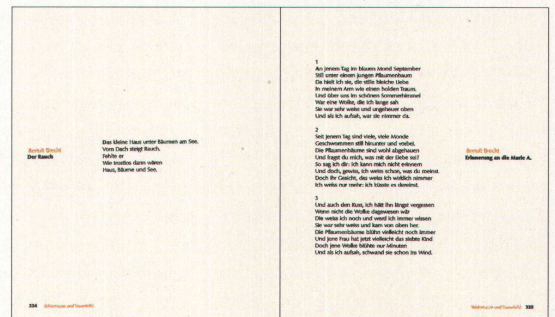 Bertolt Brecht
Der Rauch
Das kleine Haus unter Bäumen am See.
Vom Dach steigt Rauch.
Fehlte er
Wie trostlos dann wären
Haus, Bäume und See.
334
1
An jenem Tag im blauen Mond September
Still unter einem jungen Pflaumenbaum
Da hielt ich sie, die stille bleiche Liebe
In meinem Arm wie einen holden Traum.
Und über uns im schönen Sommerhimmel
War eine Wolke, die ich lange sah
Sie war sehr weiss und ungeheuer oben
Und als ich aufsah, war sie nimmer da.
2
Seit jenem Tag sind viele, viele Monde
Geschwommen still hinunter und vorbei.
Die Pflaumenbäume sind wohl abgehauen
Und fragst du mich, was mit der Liebe sei?
So sag ich dir: ich kann mich nicht erinnern
Und doch, gewiss, ich weiss schon, was du meinst.
Doch ihr Gesicht, das weiss ich wirklich nimmer
Ich weiss nur mehr: ich küsste es dereinst.
3
Und auch den Kuss, ich hätt ihn längst vergessen
Wenn nicht die Wolke dagewesen wär
Die weiss ich noch und werd ich immer wissen
Sie war sehr weiss und kam von oben her.
Die Pflaumenbäume blühn vielleicht noch immer
Und jene Frau hat jetzt vielleicht das siebte Kind
Doch jene Wolke blühte nur Minuten
Und als ich aufsah, schwand sie schon im Wind.
Bertolt Brecht
Erinnerung an die Marie A.
335